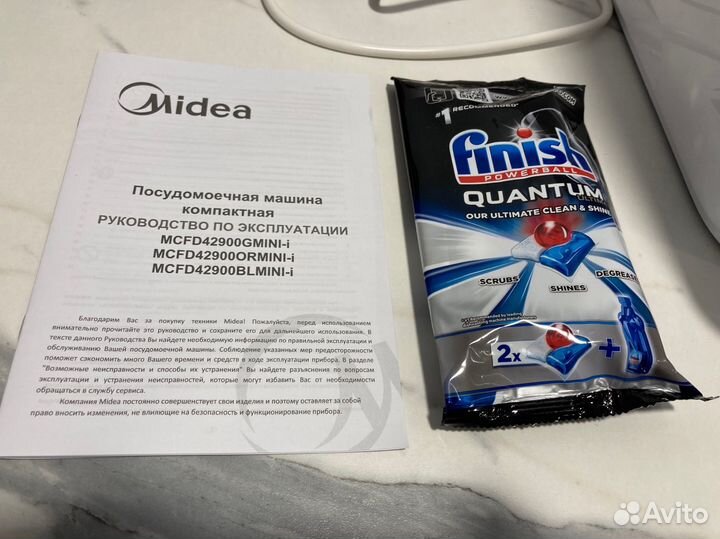 Midea
Посудомоечная машина
компактная
РУКОВОДСТВО ПО ЭКСПЛУАТАЦИИ
MCFD42900GMINI-i
MCFD42900ORMINI-i
MCFD42900BLMINI-i
Благодарим Вас за покупку техники Midea! Пожалуйста, перед использованием
внимательно прочитайте это руководство и сохраните его для дальнейшего использования. В
тексте данного Руководства Вы найдете необходимую информацию по правильной эксплуатации и
обслуживанию Вашей посудомоечной машины. Соблюдение указанных мер предосторожности
поможет сэкономить много Вашего времени и средств в ходе эксплуатации прибора. В разделе
"Возможные неисправности и способы их устранения" Вы найдет разъяснения по вопросам
эксплуатации и устранения неисправностей, которые могут избавить Вас от необходимости
обращаться в службу сервиса.
Компания Midea постоянно совершенствует свои изделия и поэтому оставляет за собой
право вносить изменения, не влияющие на безопасность и функционирование прибора.
#1 RECOMMENDED*
finish
POWERBALL
QUANTUM
OUR ULTIMATE CLEAN & SHINE
SCRUBS
SHINES
DEGREASE
2x
+
Avito